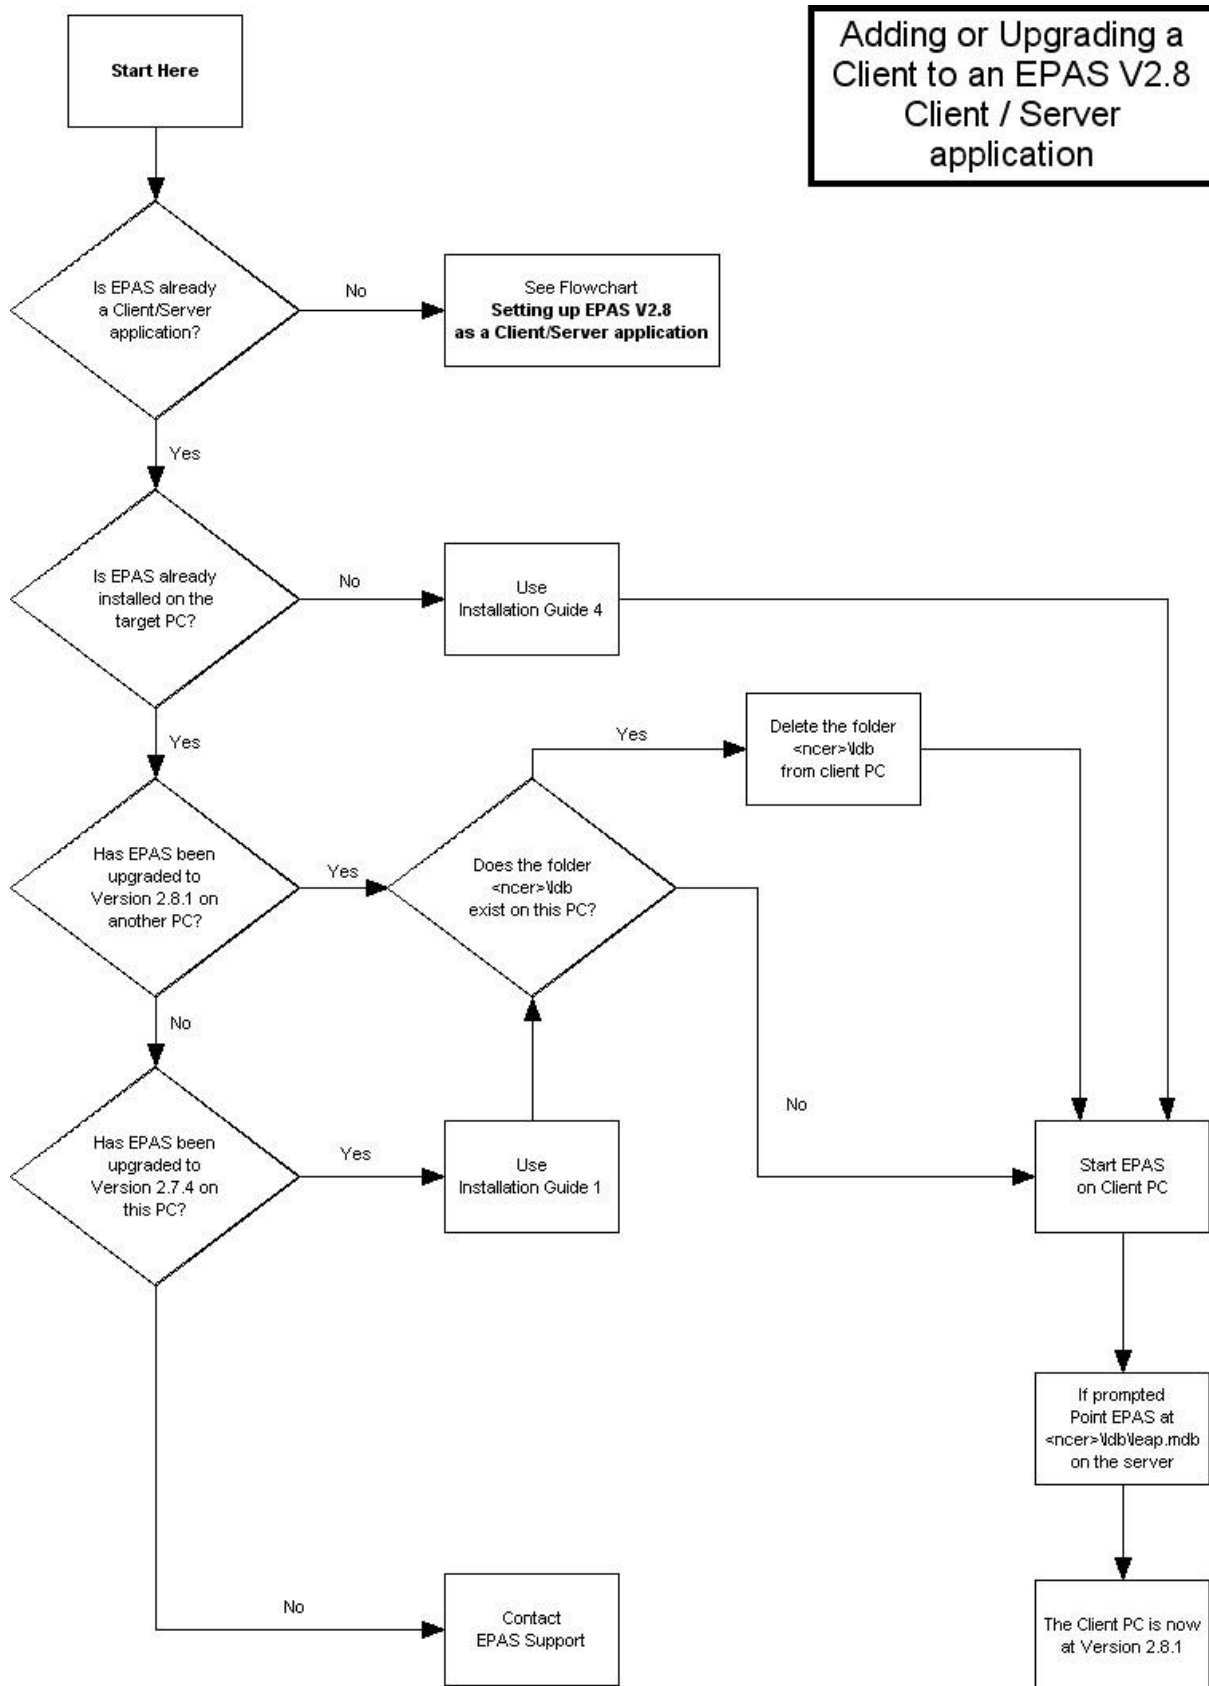 Adding or Upgrading a
Client to an EPAS V2.8
Client / Server
application
Start Here
Is EPAS already
a Client/Server
application?
No
See Flowchart
Setting up EPAS V2.8
as a Client/Server application
Yes
Is EPAS already
installed on the
target PC?
No
Use
Installation Guide 4
Yes
Has EPAS been
upgraded to
Version 2.8.1 on
another PC?
Yes
Does the folder
<ncer>\ldb
exist on this PC?
Yes
Delete the folder
<ncer>\ldb
from client PC
No
No
Has EPAS been
upgraded to
Version 2.7.4 on
this PC?
Yes
Use
Installation Guide 1
Start EPAS
on Client PC
If prompted
Point EPAS at
<ncer>\ldb\leap.mdb
on the server
No
Contact
EPAS Support
The Client PC is now
at Version 2.8.1